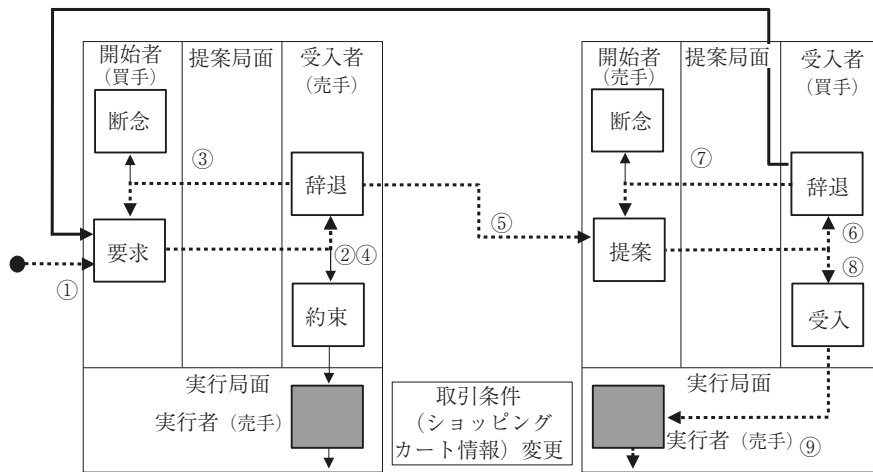 開始者
(買手)
提案局面
受入者
(売手)
断念
③
辞退
要求
②④
①
約束
実行局面
実行者 (売手)
⑤
取引条件
(ショッピング
カート情報) 変更
開始者
(売手)
提案局面
受入者
(買手)
断念
⑦
辞退
提案
⑥
⑧
受入
実行局面
実行者 (売手) ⑨